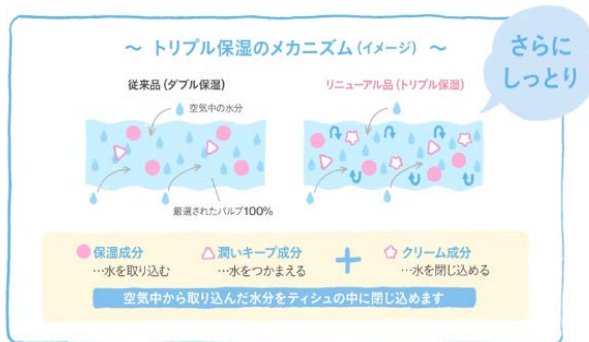 ～ トリプル保湿のメカニズム(イメージ) ～
さらに
しっとり
従来品(ダブル保湿)
空気中の水分
厳選されたパルプ100%
リニューアル品(トリプル保湿)
保湿成分
…水を取り込む
潤いキープ成分
…水をつかまえる
＋
クリーム成分
…水を閉じ込める
空気中から取り込んだ水分をティシュの中に閉じ込めます